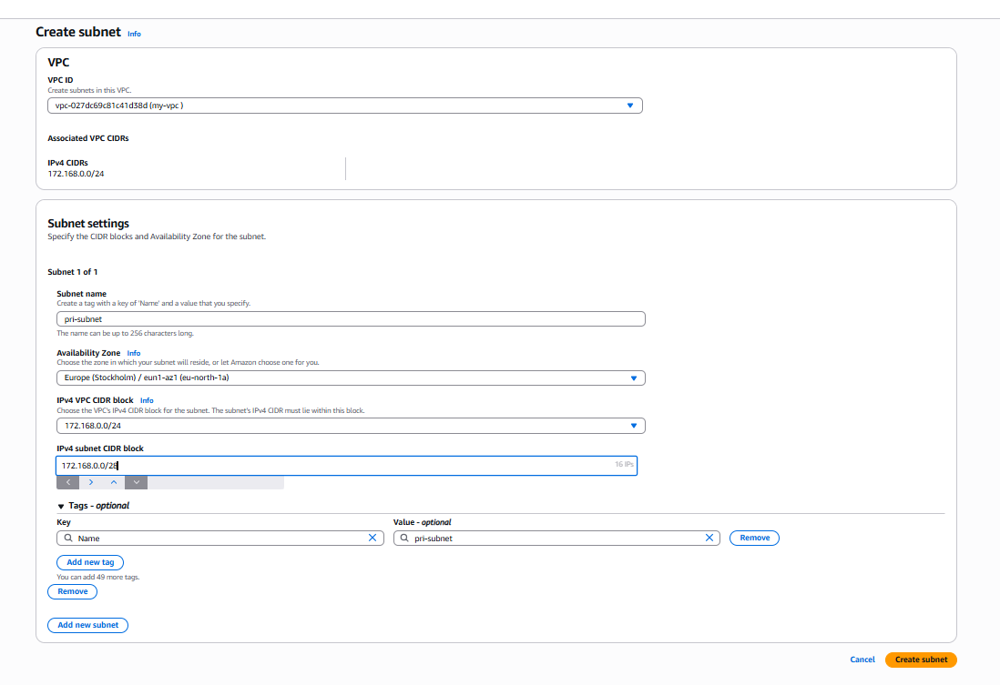 Create subnet Info
VPC
VPC ID
Create subnets in this VPC.
vpc-027dc69c81c41d38d (my-vpc )
Associated VPC CIDRs
IPv4 CIDRs
172.168.0.0/24
Subnet settings
Specify the CIDR blocks and Availability Zone for the subnet.
Subnet 1 of 1
Subnet name
Create a tag with a key of 'Name' and a value that you specify.
pri-subnet
The name can be up to 256 characters long.
Availability Zone Info
Choose the zone in which your subnet will reside, or let Amazon choose one for you.
Europe (Stockholm) / eun1-az1 (eu-north-1a)
IPv4 VPC CIDR block Info
Choose the VPC's IPv4 CIDR block for the subnet. The subnet's IPv4 CIDR must lie within this block.
172.168.0.0/24
IPv4 subnet CIDR block
172.168.0.0/28 16 IPs
Tags - optional
Key Value - optional
Name pri-subnet Remove
Add new tag
You can add 49 more tags.
Remove
Add new subnet
Cancel Create subnet